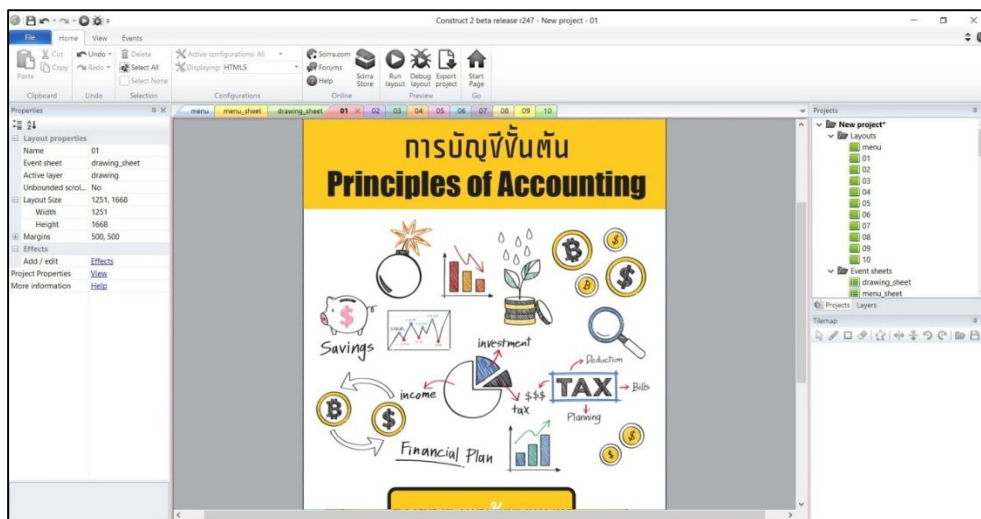 Construct 2 beta release r247 - New project - 01
File Home View Events
Paste
Cut
Copy
Clipboard
Undo
Redo
Undo
Delete
Select All
Select None
Selection
Active configurations: All
Displaying: HTML5
Configurations
Scirra.com
Forums
Help
Scirra Store
Online
Run layout
Debug layout
Export project
Preview
Start Page
Go
Properties
menu menu_sheet drawing_sheet 01 02 03 04 05 06 07 08 09 10
Projects
Layout properties
Name 01
Event sheet drawing_sheet
Active layer drawing
Unbounded scrol... No
Layout Size 1251, 1668
Width 1251
Height 1668
Margins 500, 500
Effects
Add / edit Effects
Project Properties View
More information Help
การบัญชีขั้นต้น
Principles of Accounting
Savings
investment
income
tax
$$$
TAX
Deduction
Bills
Planning
Financial Plan
New project*
Layouts
menu
01
02
03
04
05
06
07
08
09
10
Event sheets
drawing_sheet
menu_sheet
Projects Layers
Tilemap